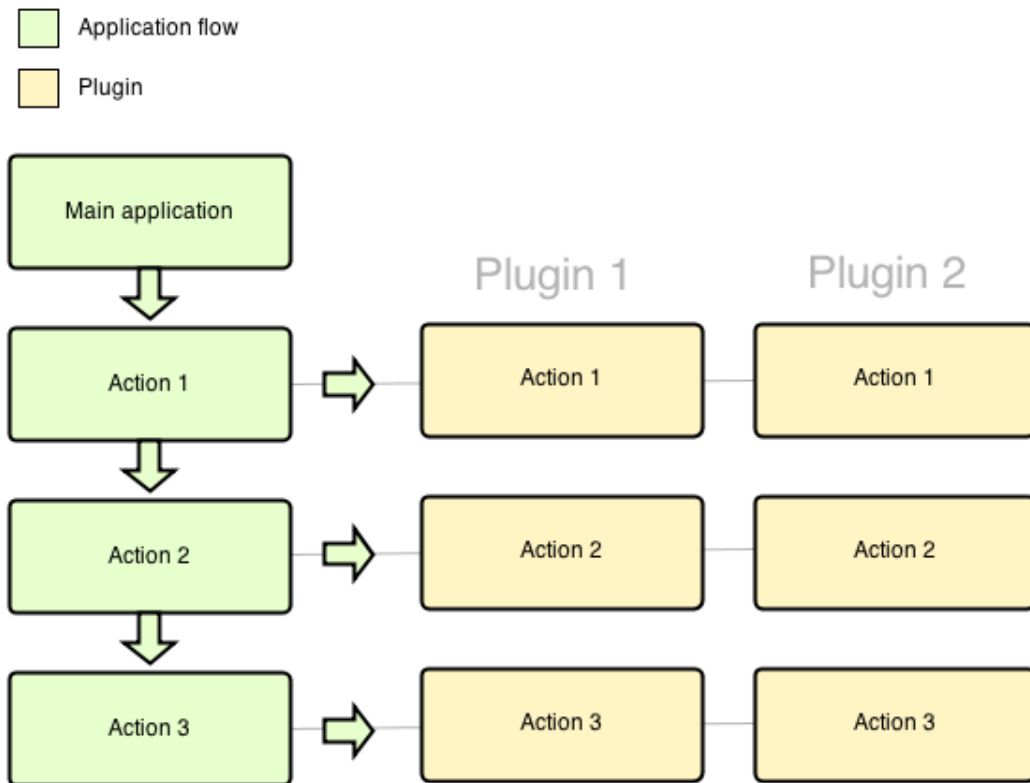 Application flow
Plugin
Main application
Plugin 1
Plugin 2
Action 1
Action 1
Action 1
Action 2
Action 2
Action 2
Action 3
Action 3
Action 3